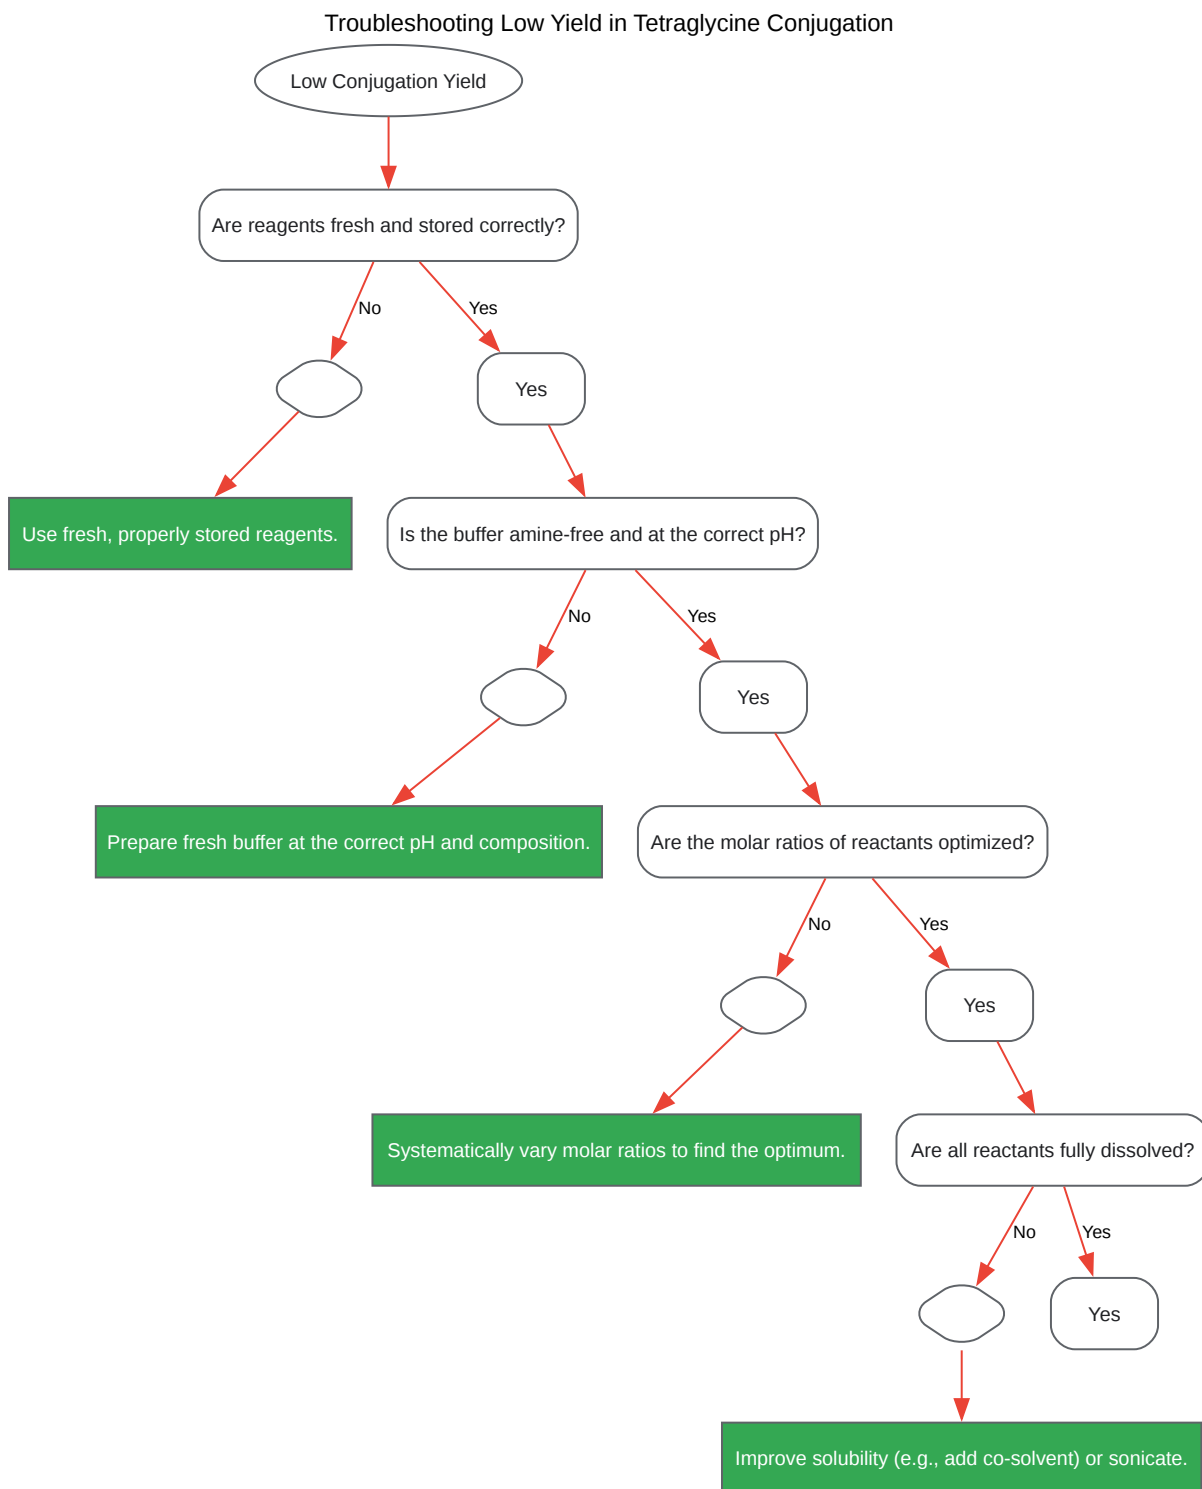 Troubleshooting Low Yield in Tetraglycine Conjugation
Low Conjugation Yield
Are reagents fresh and stored correctly?
No
Yes
Yes
Use fresh, properly stored reagents.
Is the buffer amine-free and at the correct pH?
No
Yes
Yes
Prepare fresh buffer at the correct pH and composition.
Are the molar ratios of reactants optimized?
No
Yes
Yes
Systematically vary molar ratios to find the optimum.
Are all reactants fully dissolved?
No
Yes
Yes
Improve solubility (e.g., add co-solvent) or sonicate.